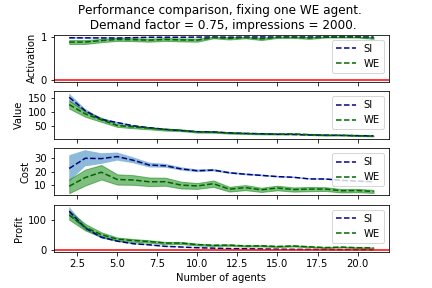 Performance comparison, fixing one WE agent.
Demand factor = 0.75, impressions = 2000.
Activation
1
0
SI
WE
Value
150
100
50
SI
WE
Cost
30
20
10
SI
WE
Profit
100
0
SI
WE
2.5 5.0 7.5 10.0 12.5 15.0 17.5 20.0
Number of agents